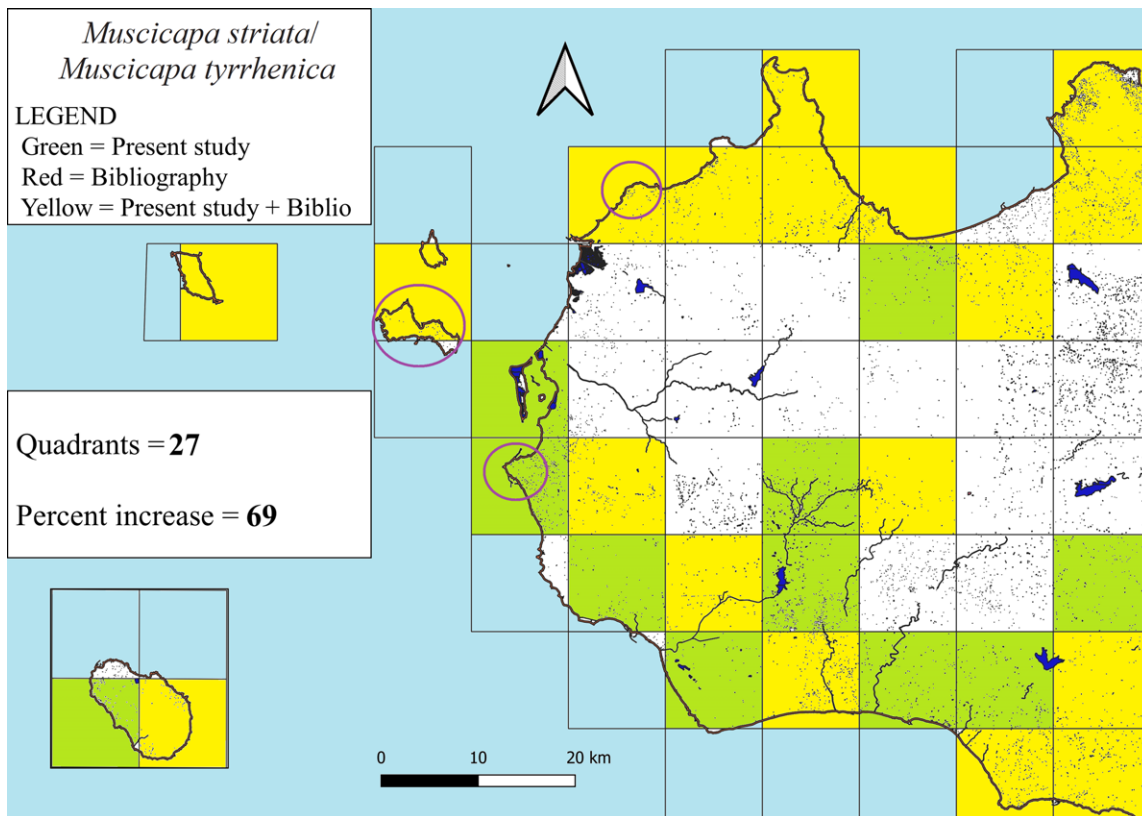 Muscicapa striata/
Muscicapa tyrrhenica
LEGEND
Green = Present study
Red = Bibliography
Yellow = Present study + Biblio
Quadrants = 27
Percent increase = 69
0 10 20 km